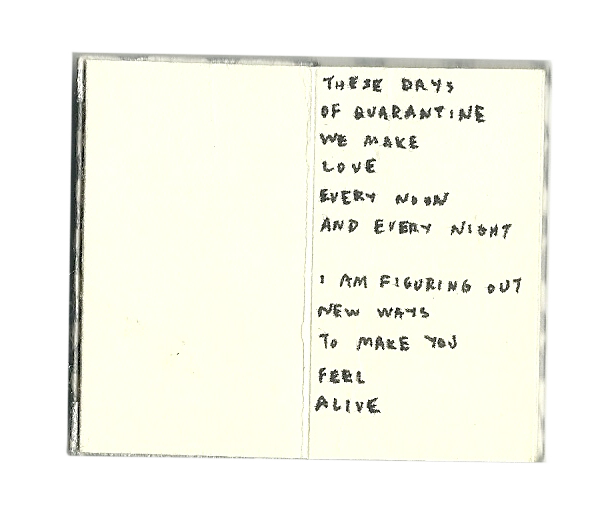 THESE DAYS
OF QUARANTINE
WE MAKE
LOVE
EVERY NOON
AND EVERY NIGHT
I AM FIGURING OUT
NEW WAYS
TO MAKE YOU
FEEL
ALIVE